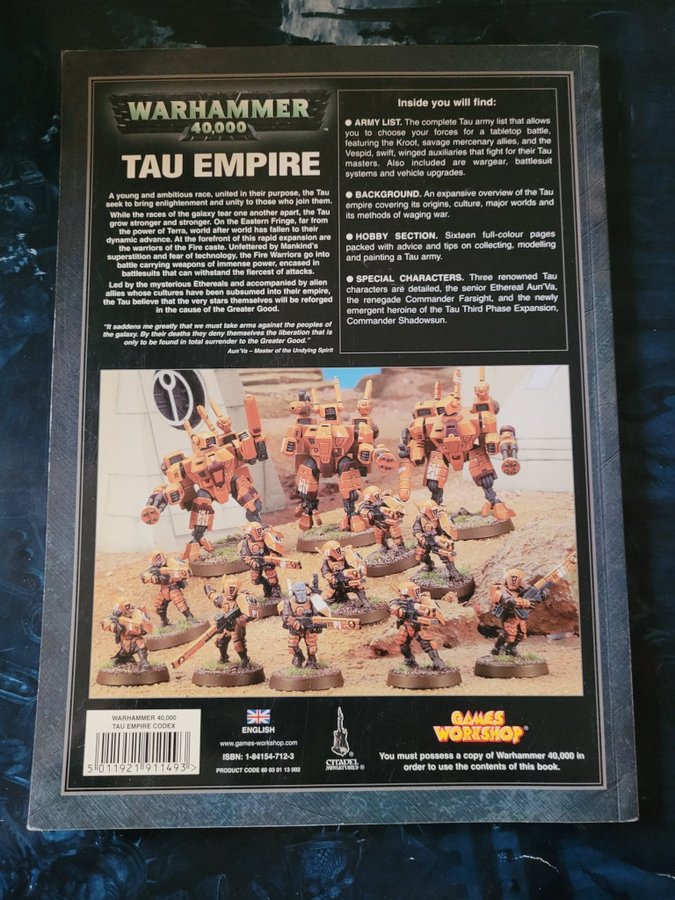 WARHAMMER
40,000
™
TAU EMPIRE
A young and ambitious race, united in their purpose, the Tau
seek to bring enlightenment and unity to those who join them.
While the races of the galaxy tear one another apart, the Tau
grow stronger and stronger. On the Eastern Fringe, far from
the power of Terra, world after world has fallen to their
dynamic advance. At the forefront of this rapid expansion are
the warriors of the Fire caste. Unfettered by Mankind's
superstition and fear of technology, the Fire Warriors go into
battle carrying weapons of immense power, encased in
battlesuits that can withstand the fiercest of attacks.
Led by the mysterious Ethereals and accompanied by alien
allies whose cultures have been subsumed into their empire,
the Tau believe that the very stars themselves will be reforged
in the cause of the Greater Good.
"It saddens me greatly that we must take arms against the peoples of
the galaxy. By their deaths they deny themselves the liberation that is
only to be found in total surrender to the Greater Good."
Aun'Va – Master of the Undying Spirit
Inside you will find:
● ARMY LIST. The complete Tau army list that allows
you to choose your forces for a tabletop battle,
featuring the Kroot, savage mercenary allies, and the
Vespid, swift, winged auxiliaries that fight for their Tau
masters. Also included are wargear, battlesuit
systems and vehicle upgrades.
● BACKGROUND. An expansive overview of the Tau
empire covering its origins, culture, major worlds and
its methods of waging war.
● HOBBY SECTION. Sixteen full-colour pages
packed with advice and tips on collecting, modelling
and painting a Tau army.
● SPECIAL CHARACTERS. Three renowned Tau
characters are detailed, the senior Ethereal Aun'Va,
the renegade Commander Farsight, and the newly
emergent heroine of the Tau Third Phase Expansion,
Commander Shadowsun.
WARHAMMER 40,000
TAU EMPIRE CODEX
5 011921 911493 >
ENGLISH
www.games-workshop.com
ISBN: 1-84154-712-3
PRODUCT CODE 60 03 01 13 002
CITADEL
MINIATURES ®
GAMES
WORKSHOP®
You must possess a copy of Warhammer 40,000 in
order to use the contents of this book.